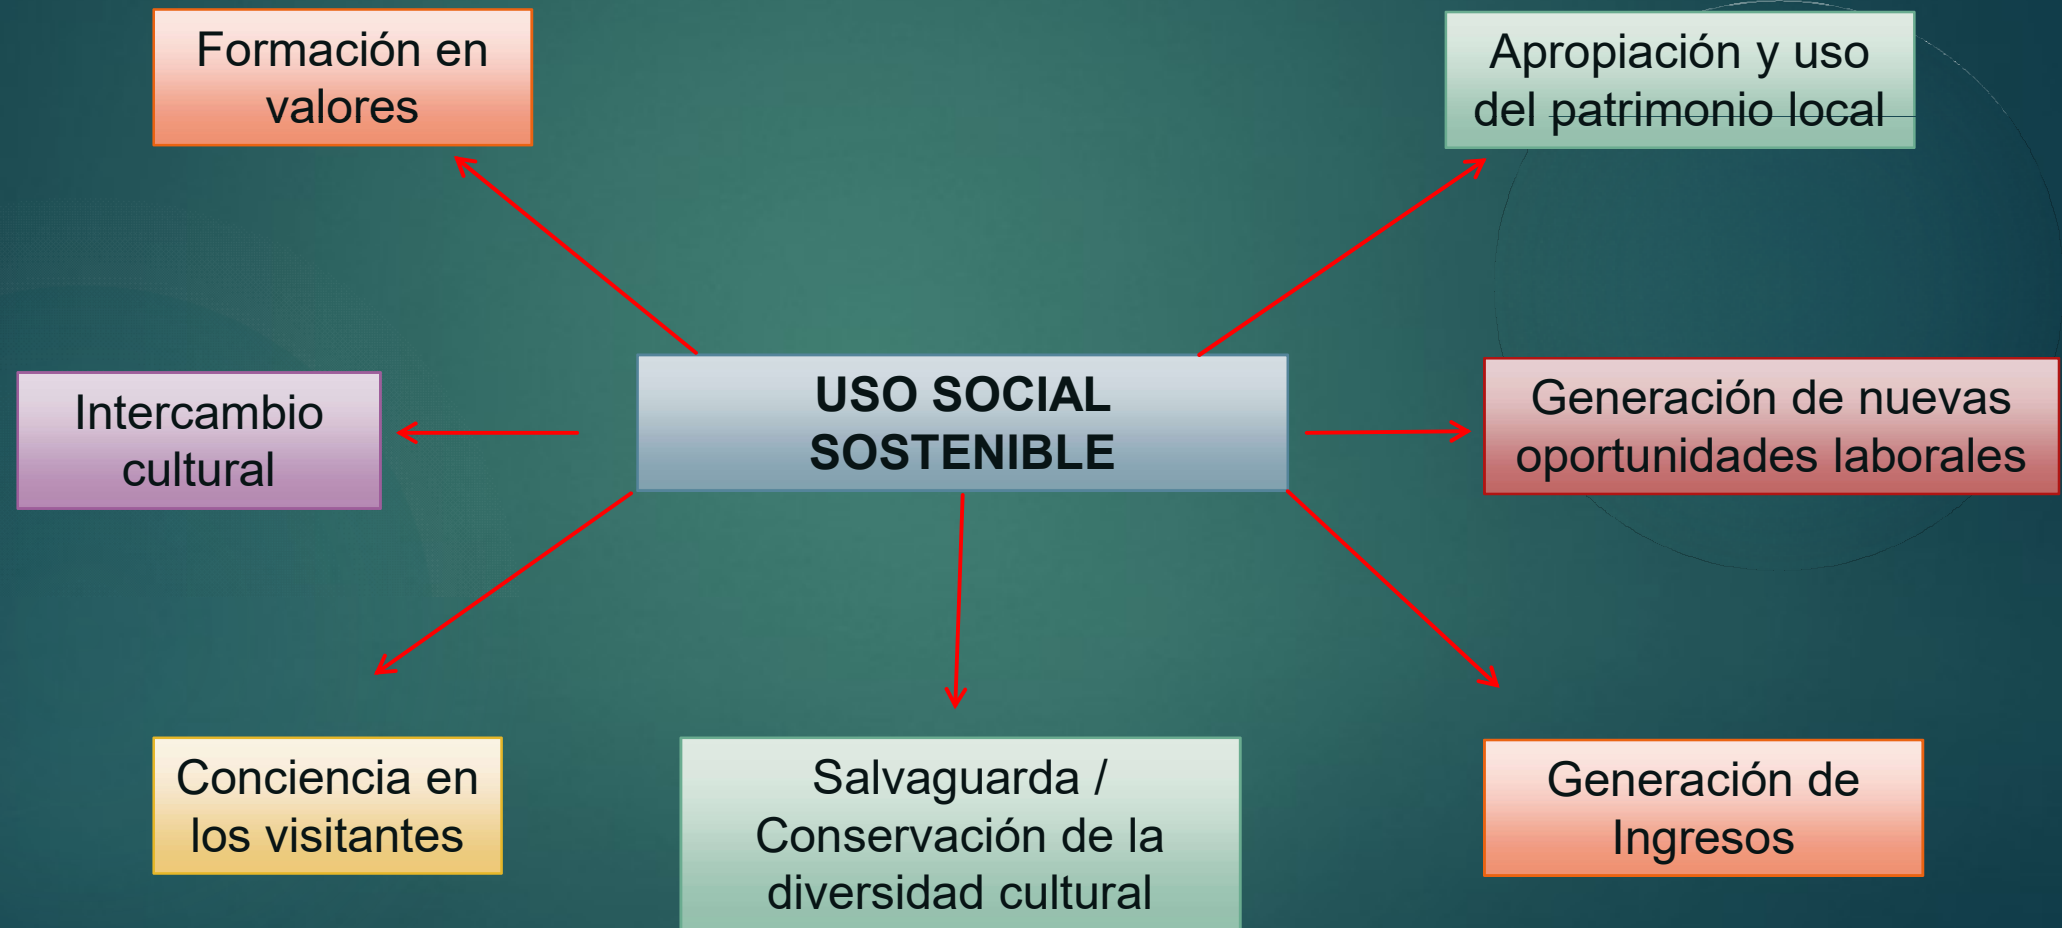 Formación en
valores
Apropiación y uso
del patrimonio local
USO SOCIAL
SOSTENIBLE
Intercambio
cultural
Generación de nuevas
oportunidades laborales
Conciencia en
los visitantes
Salvaguarda /
Conservación de la
diversidad cultural
Generación de
Ingresos